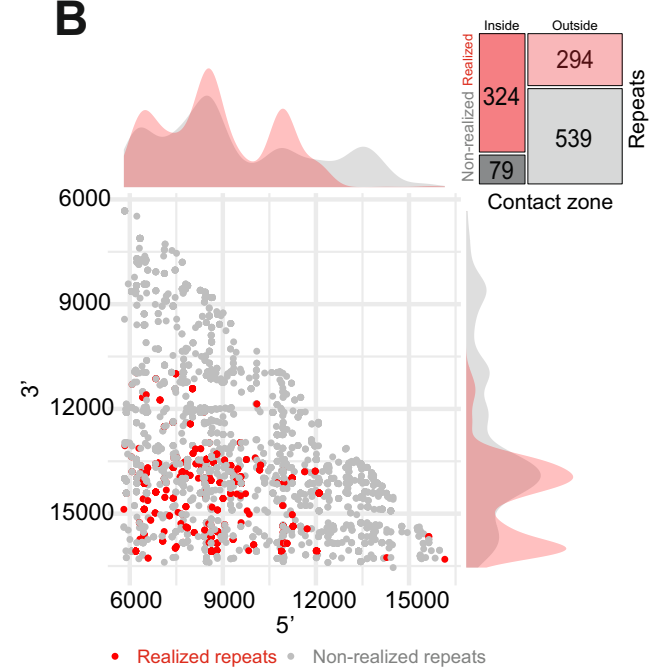 B
Inside Outside
Realized
Non-realized
324
294
539
79
Repeats
Contact zone
6000
9000
12000
15000
3’
6000 9000 12000 15000
5’
Realized repeats Non-realized repeats